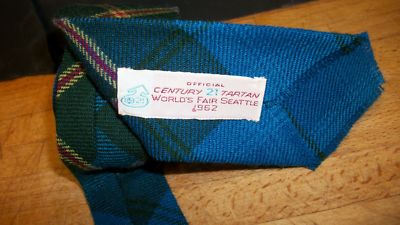 OFFICIAL
CENTURY 21 TARTAN
WORLD'S FAIR SEATTLE
1962